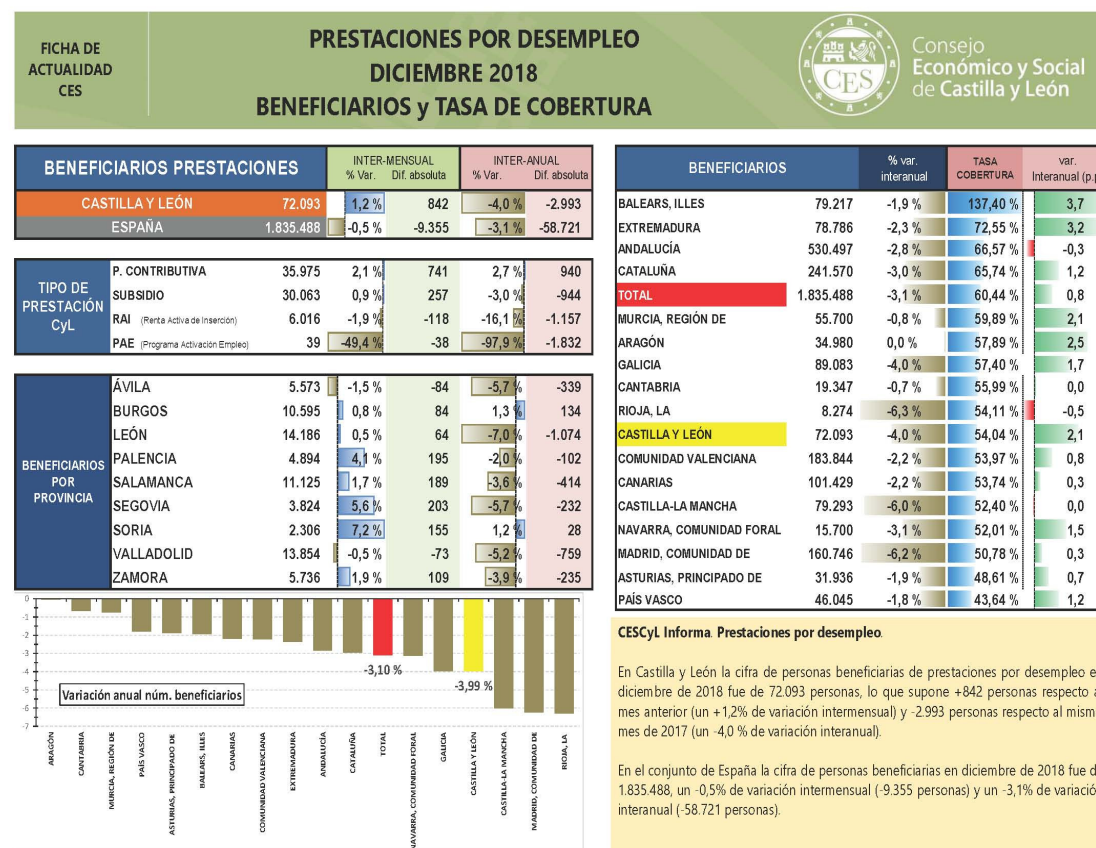 FICHA DE
ACTUALIDAD
CES
PRESTACIONES POR DESEMPLEO
DICIEMBRE 2018
BENEFICIARIOS y TASA DE COBERTURA
CES
Consejo
Económico y Social
de Castilla y León
BENEFICIARIOS PRESTACIONES
INTER-MENSUAL
% Var. Dif. absoluta
INTER-ANUAL
% Var. Dif. absoluta
CASTILLA Y LEÓN 72.093 1,2 % 842 -4,0 % -2.993
ESPAÑA 1.835.488 -0,5 % -9.355 -3,1 % -58.721
TIPO DE
PRESTACIÓN
CyL
P. CONTRIBUTIVA 35.975 2,1 % 741 2,7 % 940
SUBSIDIO 30.063 0,9 % 257 -3,0 % -944
RAI (Renta Activa de Inserción) 6.016 -1,9 % -118 -16,1 % -1.157
PAE (Programa Activación Empleo) 39 -49,4 % -38 -97,9 % -1.832
BENEFICIARIOS
POR
PROVINCIA
ÁVILA 5.573 -1,5 % -84 -5,7 % -339
BURGOS 10.595 0,8 % 84 1,3 % 134
LEÓN 14.186 0,5 % 64 -7,0 % -1.074
PALENCIA 4.894 4,1 % 195 -2,0 % -102
SALAMANCA 11.125 1,7 % 189 -3,6 % -414
SEGOVIA 3.824 5,6 % 203 -5,7 % -232
SORIA 2.306 7,2 % 155 1,2 % 28
VALLADOLID 13.854 -0,5 % -73 -5,2 % -759
ZAMORA 5.736 1,9 % 109 -3,9 % -235
0
-1
-2
-3
-4
-5
-6
-7
-3,10 %
-3,99 %
Variación anual núm. beneficiarios
ARAGÓN
CANTABRIA
MURCIA, REGIÓN DE
PAÍS VASCO
ASTURIAS, PRINCIPADO DE
BALEARS, ILLES
CANARIAS
COMUNIDAD VALENCIANA
EXTREMADURA
ANDALUCÍA
CATALUÑA
TOTAL
NAVARRA, COMUNIDAD FORAL
GALICIA
CASTILLA Y LEÓN
CASTILLA-LA MANCHA
MADRID, COMUNIDAD DE
RIOJA, LA
BENEFICIARIOS
% var.
interanual
TASA
COBERTURA
var.
Interanual (p.p
BALEARS, ILLES 79.217 -1,9 % 137,40 % 3,7
EXTREMADURA 78.786 -2,3 % 72,55 % 3,2
ANDALUCÍA 530.497 -2,8 % 66,57 % -0,3
CATALUÑA 241.570 -3,0 % 65,74 % 1,2
TOTAL 1.835.488 -3,1 % 60,44 % 0,8
MURCIA, REGIÓN DE 55.700 -0,8 % 59,89 % 2,1
ARAGÓN 34.980 0,0 % 57,89 % 2,5
GALICIA 89.083 -4,0 % 57,40 % 1,7
CANTABRIA 19.347 -0,7 % 55,99 % 0,0
RIOJA, LA 8.274 -6,3 % 54,11 % -0,5
CASTILLA Y LEÓN 72.093 -4,0 % 54,04 % 2,1
COMUNIDAD VALENCIANA 183.844 -2,2 % 53,97 % 0,8
CANARIAS 101.429 -2,2 % 53,74 % 0,3
CASTILLA-LA MANCHA 79.293 -6,0 % 52,40 % 0,0
NAVARRA, COMUNIDAD FORAL 15.700 -3,1 % 52,01 % 1,5
MADRID, COMUNIDAD DE 160.746 -6,2 % 50,78 % 0,3
ASTURIAS, PRINCIPADO DE 31.936 -1,9 % 48,61 % 0,7
PAÍS VASCO 46.045 -1,8 % 43,64 % 1,2
CESCyL Informa. Prestaciones por desempleo.
En Castilla y León la cifra de personas beneficiarias de prestaciones por desempleo e
diciembre de 2018 fue de 72.093 personas, lo que supone +842 personas respecto a
mes anterior (un +1,2% de variación intermensual) y -2.993 personas respecto al mism
mes de 2017 (un -4,0 % de variación interanual).
En el conjunto de España la cifra de personas beneficiarias en diciembre de 2018 fue d
1.835.488, un -0,5% de variación intermensual (-9.355 personas) y un -3,1% de variació
interanual (-58.721 personas).